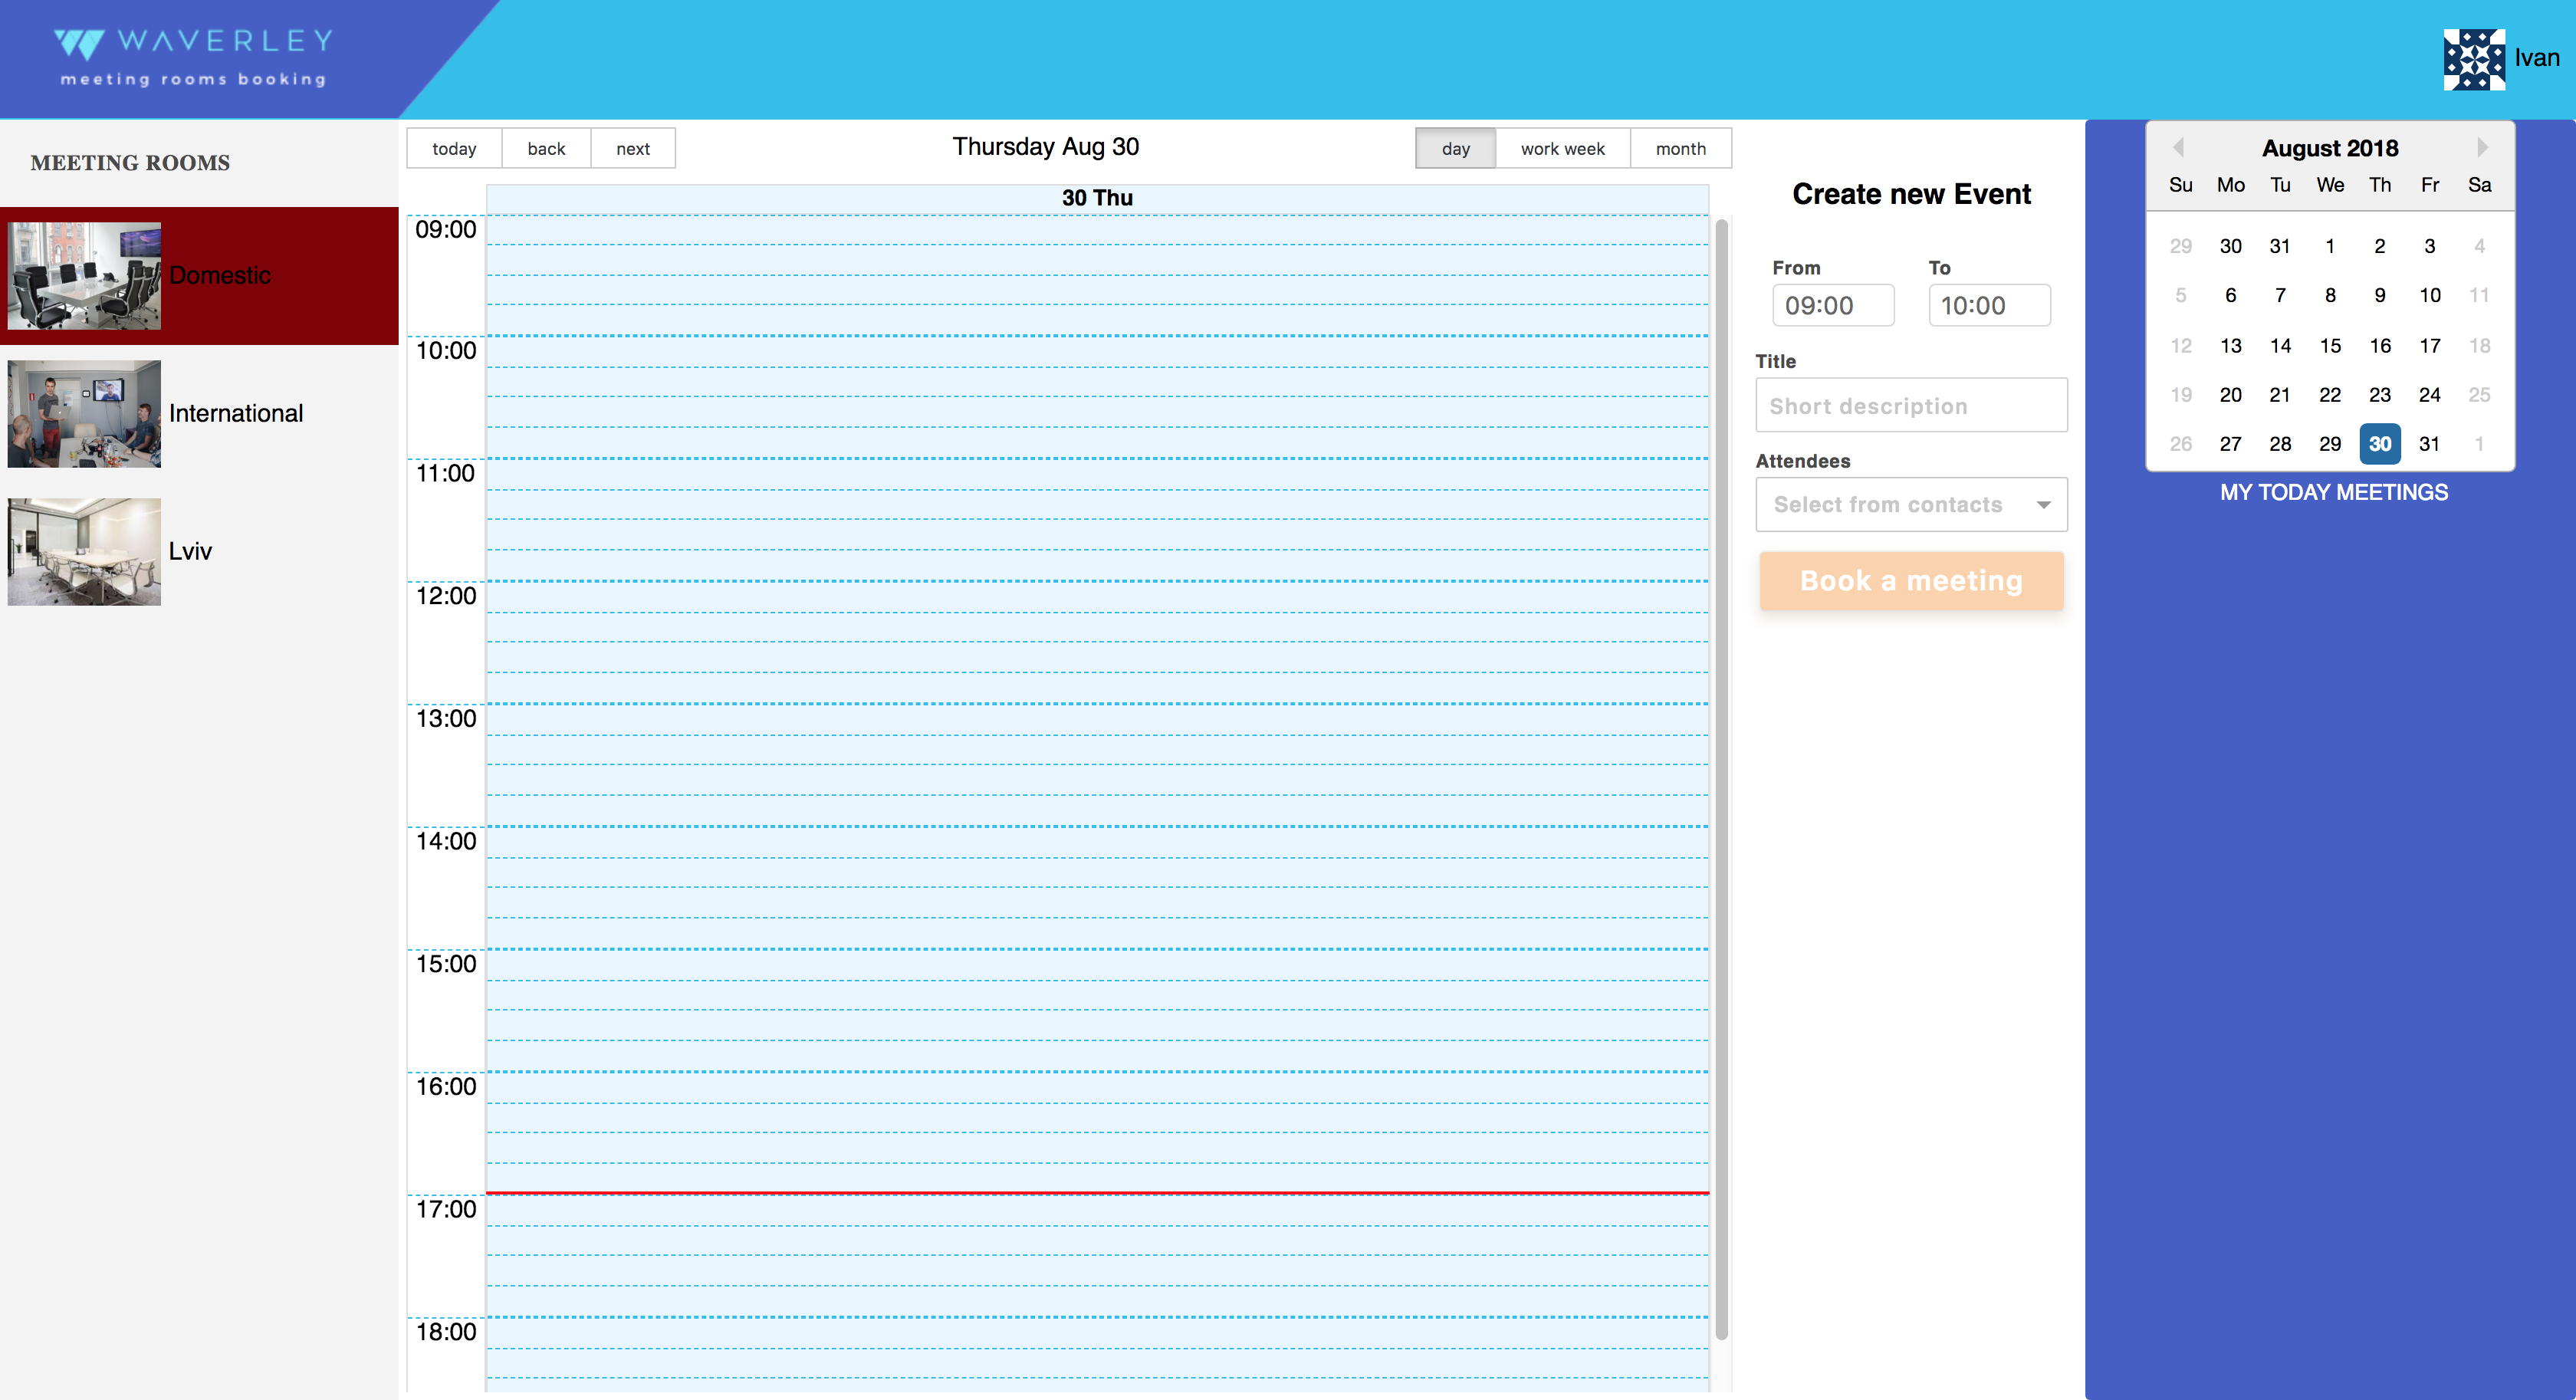 WAVERLEY
meeting rooms booking
Ivan
MEETING ROOMS
Domestic
International
Lviv
today back next
Thursday Aug 30
day work week month
30 Thu
09:00
10:00
11:00
12:00
13:00
14:00
15:00
16:00
17:00
18:00
Create new Event
From To
09:00 10:00
Title
Short description
Attendees
Select from contacts
Book a meeting
August 2018
Su Mo Tu We Th Fr Sa
29 30 31 1 2 3 4
5 6 7 8 9 10 11
12 13 14 15 16 17 18
19 20 21 22 23 24 25
26 27 28 29 30 31 1
MY TODAY MEETINGS